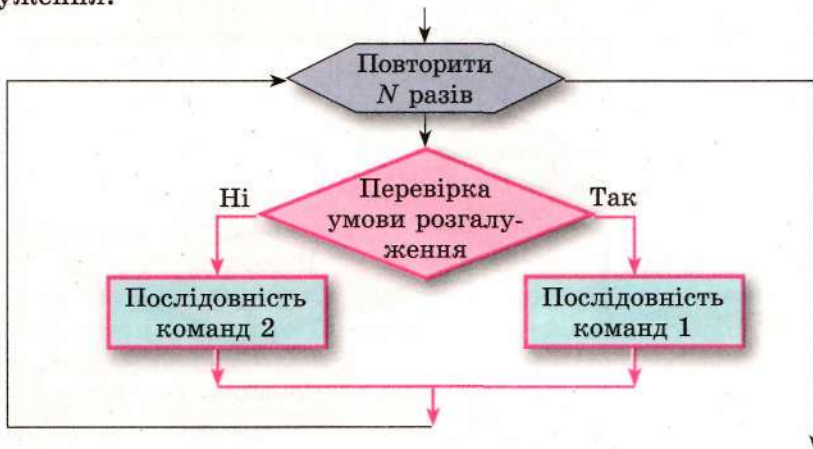 Повторити
N разів
Перевірка
умови розгалу-
ження
Ні
Так
Послідовність
команд 2
Послідовність
команд 1